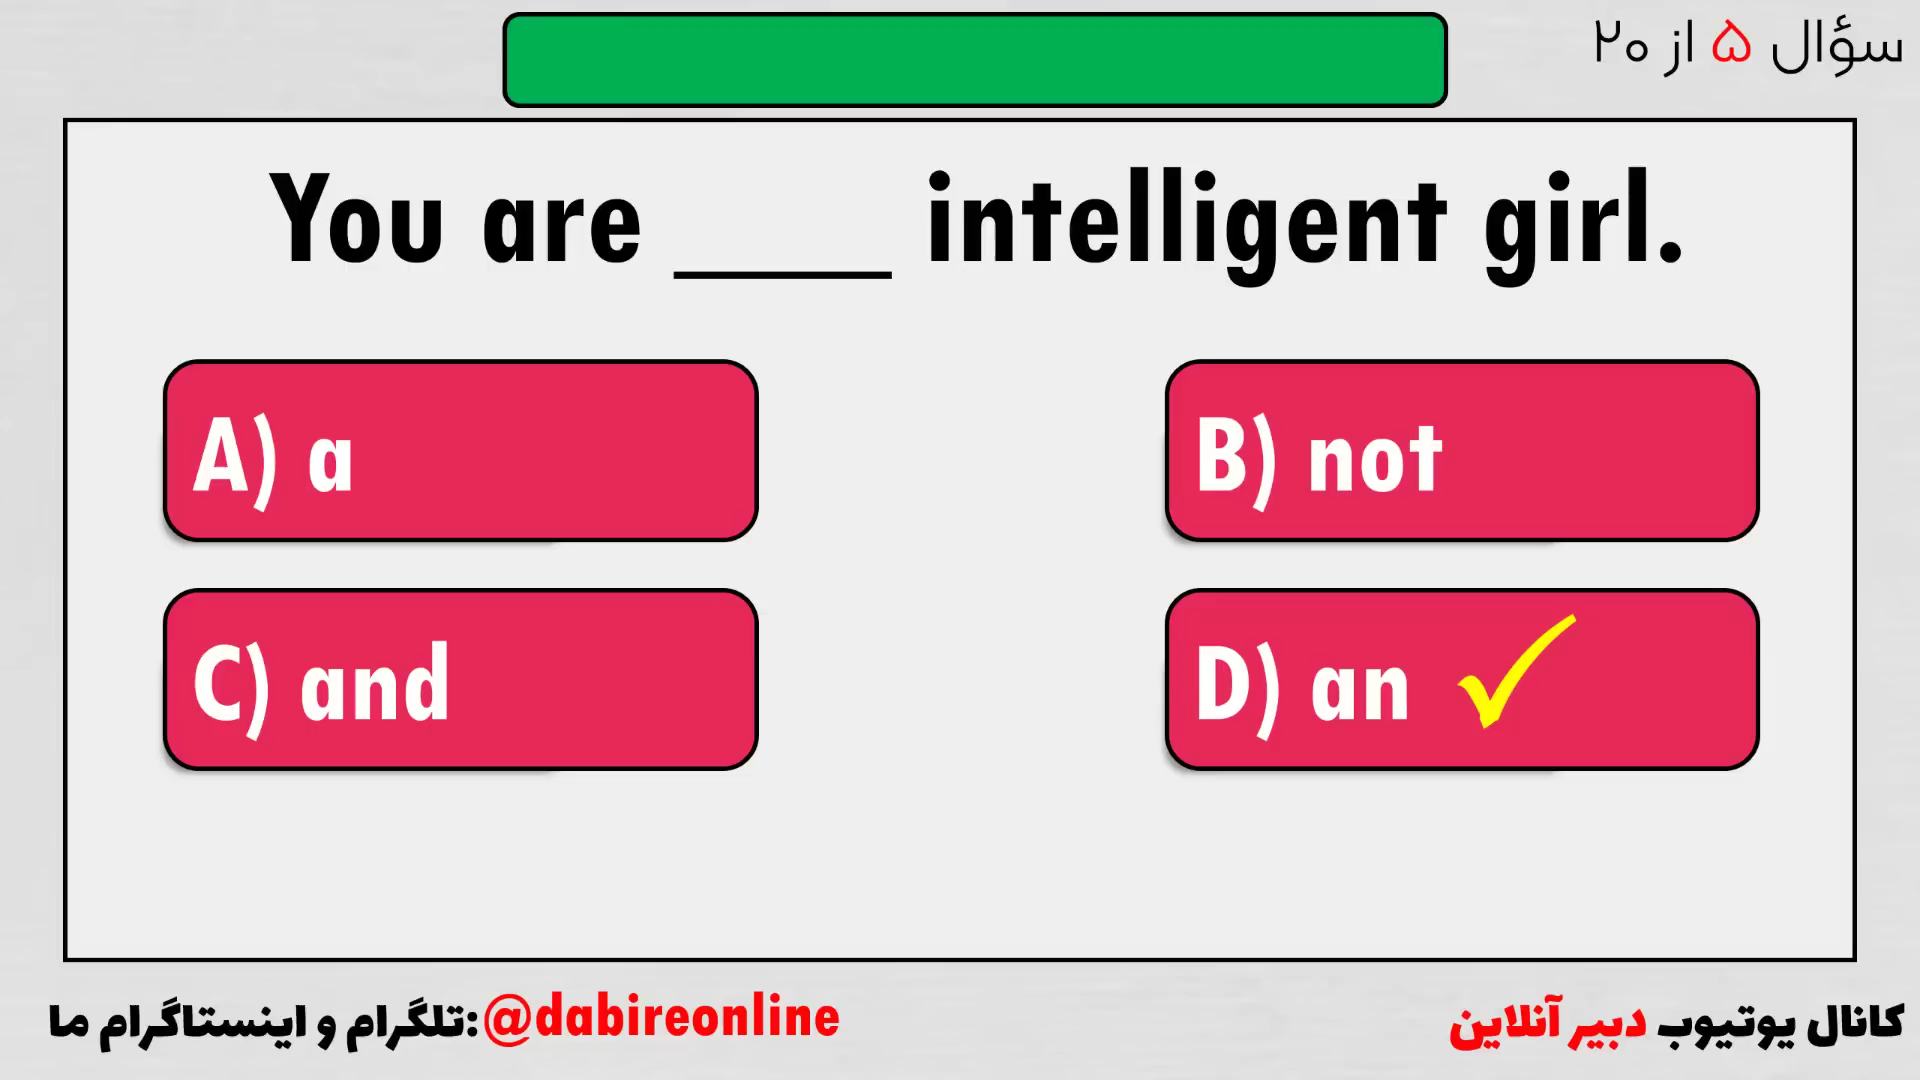 سؤال ۵ از ۲۰
You are ____ intelligent girl.
A) a
B) not
C) and
D) an
تلگرام و اینستاگرام ما: @dabireonline
کانال یوتیوب دبیر آنلاین